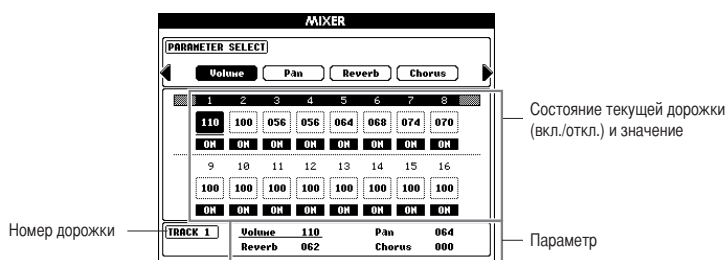 MIXER
PARAMETER SELECT
Volume Pan Reverb Chorus
1 2 3 4 5 6 7 8
110 100 056 056 064 068 074 070
ON ON ON ON ON ON ON ON
9 10 11 12 13 14 15 16
100 100 100 100 100 100 100 100
ON ON ON ON ON ON ON ON
TRACK 1 Volume 110 Pan 064
Reverb 062 Chorus 000
Состояние текущей дорожки
(вкл./откл.) и значение
Номер дорожки
Параметр